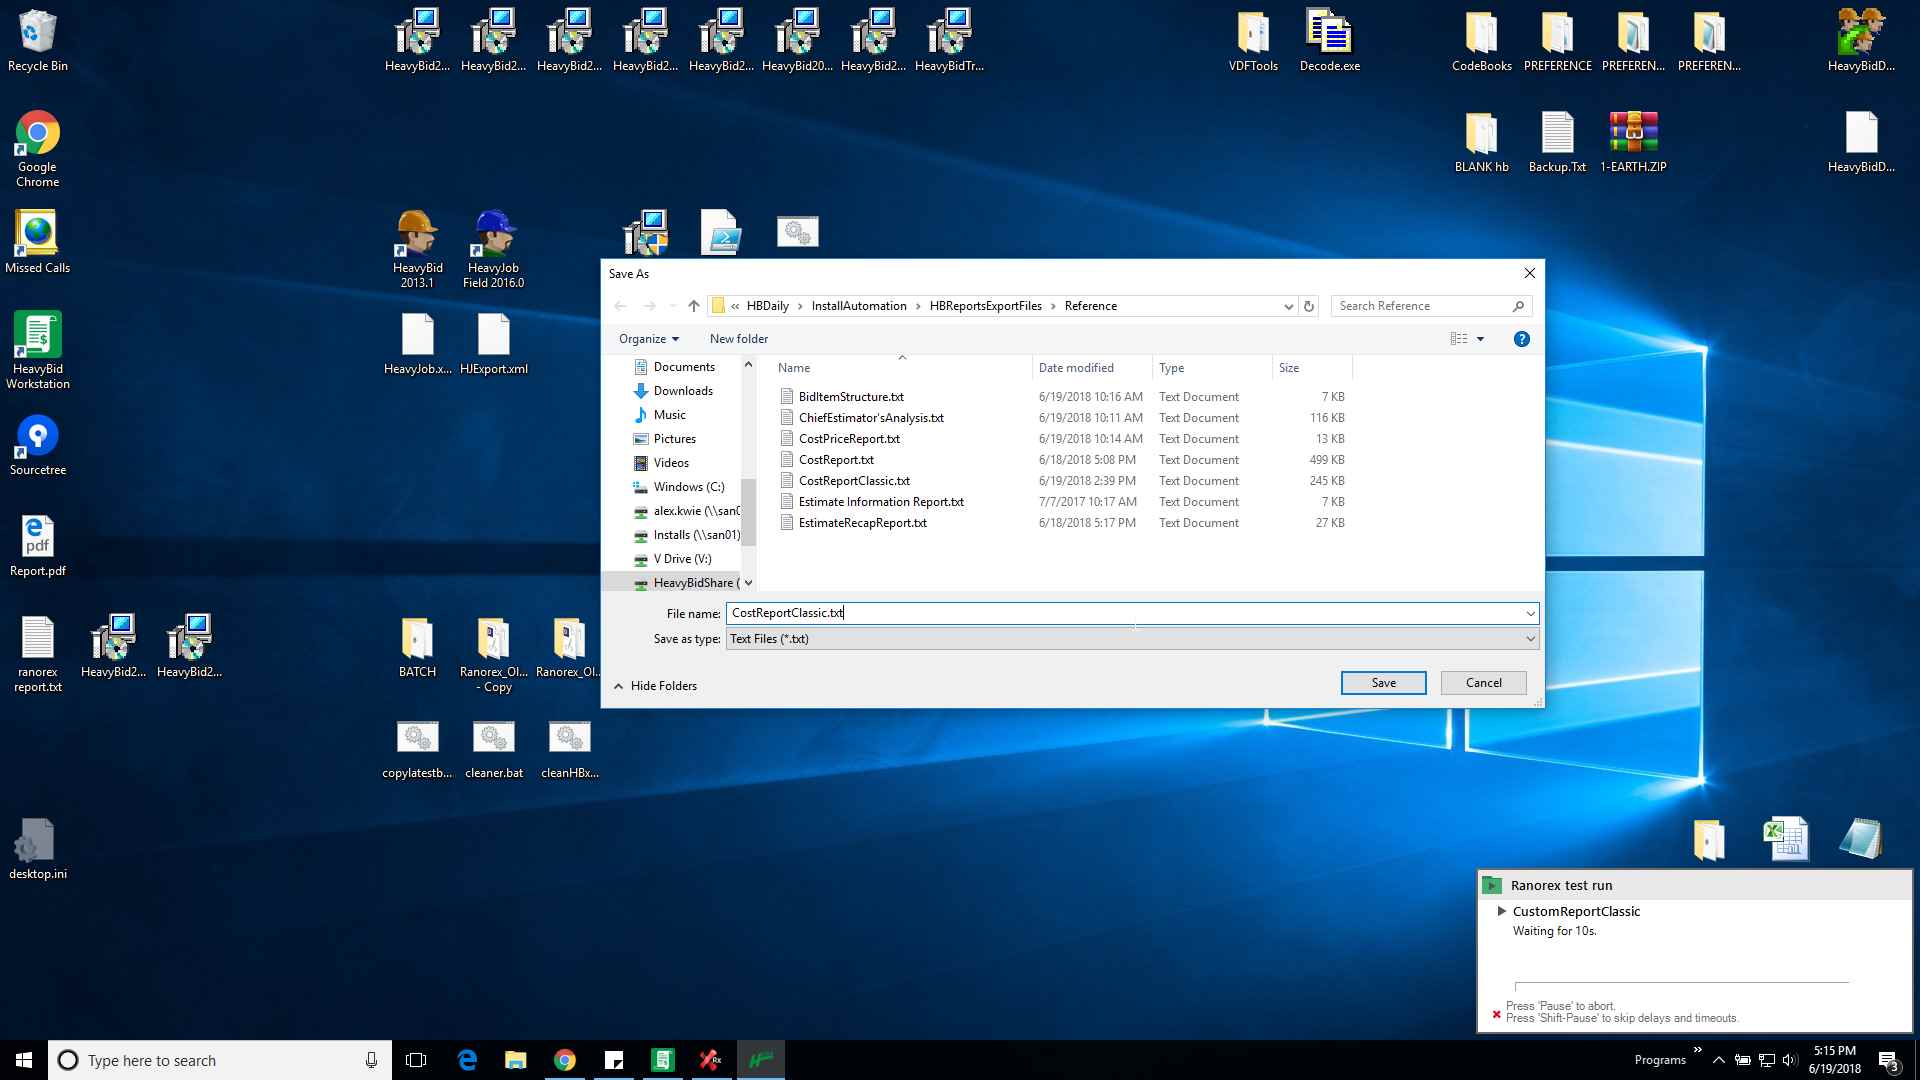 Recycle Bin
HeavyBid2...
HeavyBid2...
HeavyBid2...
HeavyBid2...
HeavyBid2...
HeavyBid20...
HeavyBid2...
HeavyBidTr...
VDFTools
Decode.exe
CodeBooks
PREFERENCE
PREFEREN...
PREFEREN...
HeavyBidD...
Google
Chrome
BLANK hb
Backup.Txt
1-EARTH.ZIP
HeavyBidD...
Missed Calls
HeavyBid
2013.1
HeavyJob
Field 2016.0
HeavyBid
Workstation
HeavyJob.x...
HJExport.xml
Sourcetree
pdf
Report.pdf
ranorex
report.txt
HeavyBid2...
HeavyBid2...
BATCH
Ranorex_Ol...
- Copy
Ranorex_Ol...
copylatestb...
cleaner.bat
cleanHBx...
desktop.ini
Save As
« HBDaily › InstallAutomation › HBReportsExportFiles › Reference
Search Reference
Organize
New folder
?
Documents
Downloads
Music
Pictures
Videos
Windows (C:)
alex.kwie (\\san0
Installs (\\san01)
V Drive (V:)
HeavyBidShare (
Name Date modified Type Size
BidItemStructure.txt 6/19/2018 10:16 AM Text Document 7 KB
ChiefEstimator'sAnalysis.txt 6/19/2018 10:11 AM Text Document 116 KB
CostPriceReport.txt 6/19/2018 10:14 AM Text Document 13 KB
CostReport.txt 6/18/2018 5:08 PM Text Document 499 KB
CostReportClassic.txt 6/19/2018 2:39 PM Text Document 245 KB
Estimate Information Report.txt 7/7/2017 10:17 AM Text Document 7 KB
EstimateRecapReport.txt 6/18/2018 5:17 PM Text Document 27 KB
File name: CostReportClassic.txt
Save as type: Text Files (*.txt)
Hide Folders
Save
Cancel
Ranorex test run
CustomReportClassic
Waiting for 10s.
Press 'Pause' to abort.
Press 'Shift-Pause' to skip delays and timeouts.
Type here to search
Programs »
5:15 PM
6/19/2018
3